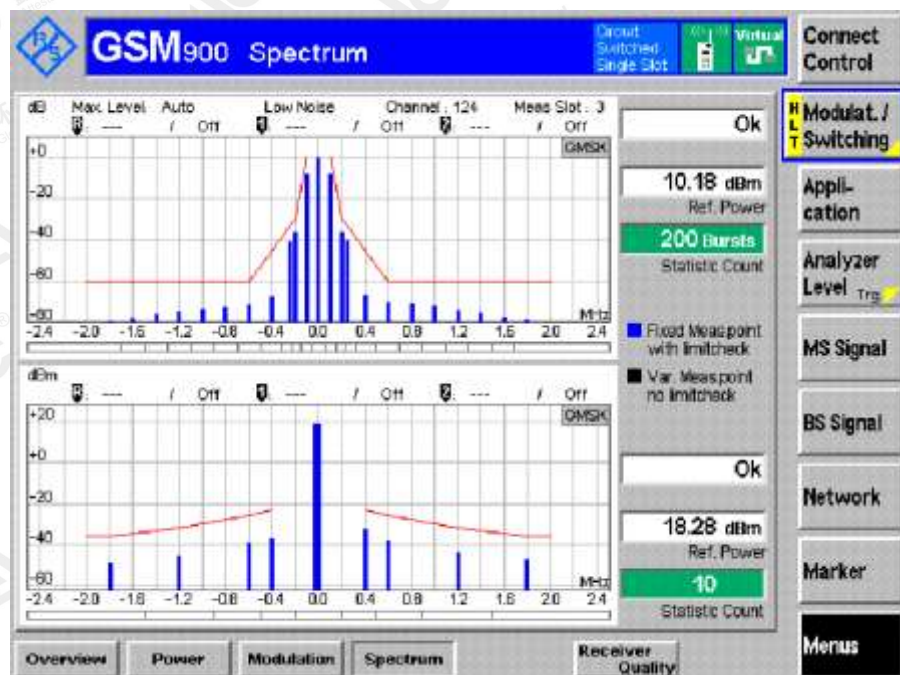 GSM900 Spectrum
Circuit Switched Single Slot
Virtual
Connect Control
dB Max. Level: Auto Low Noise Channel: 124 Meas Slot: 3
0: --- / Off 1: --- / Off 2: --- / Off
GMSK
+0
-20
-40
-60
-80
MHz
-2.4 -2.0 -1.6 -1.2 -0.8 -0.4 0.0 0.4 0.8 1.2 1.6 2.0 2.4
Ok
10.18 dBm
Ref. Power
200 Bursts
Statistic Count
Fixed Meas.point with limitcheck
Var. Meas.point no limitcheck
dBm
--- / Off --- / Off --- / Off
GMSK
+20
+0
-20
-40
-60
MHz
-2.4 -2.0 -1.6 -1.2 -0.8 -0.4 0.0 0.4 0.8 1.2 1.6 2.0 2.4
Ok
18.28 dBm
Ref. Power
10
Statistic Count
HLT
Modulat./ Switching
Appli- cation
Analyzer Level Trg
MS Signal
BS Signal
Network
Marker
Menus
Overview
Power
Modulation
Spectrum
Receiver Quality